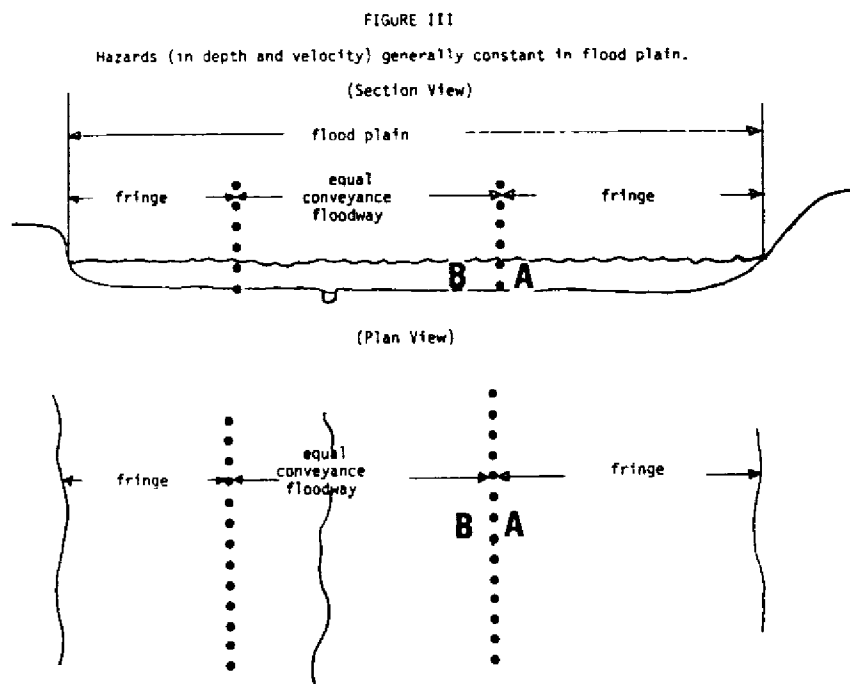 FIGURE III
Hazards (in depth and velocity) generally constant in flood plain.
(Section View)
flood plain
fringe
equal
conveyance
floodway
fringe
B A
(Plan View)
fringe
equal
conveyance
floodway
fringe
B A